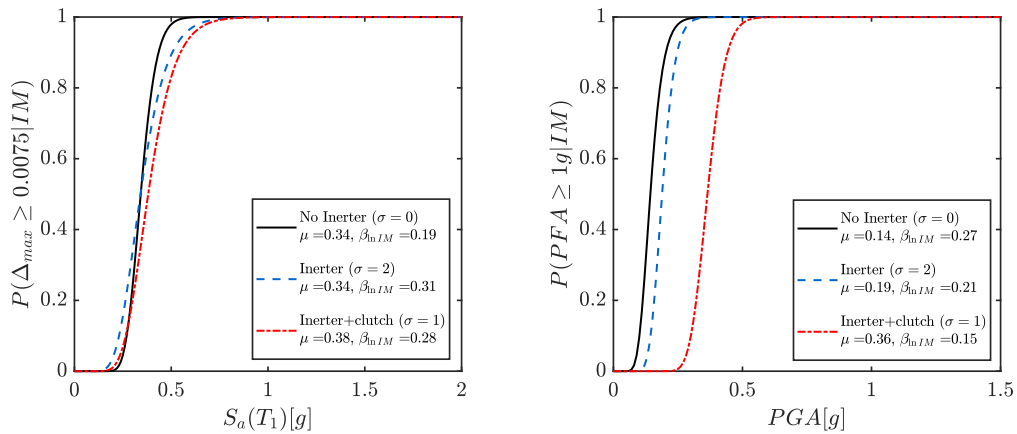 P(Δmax ≥ 0.0075|IM)
1
0.8
0.6
0.4
0.2
0
0
0.5
1
1.5
2
Sa(T1)[g]
No Inerter (σ = 0)
μ =0.34, βln IM =0.19
Inerter (σ = 2)
μ =0.34, βln IM =0.31
Inerter+clutch (σ = 1)
μ =0.38, βln IM =0.28
P(PFA ≥ 1g|IM)
1
0.8
0.6
0.4
0.2
0
0
0.5
1
1.5
PGA[g]
No Inerter (σ = 0)
μ =0.14, βln IM =0.27
Inerter (σ = 2)
μ =0.19, βln IM =0.21
Inerter+clutch (σ = 1)
μ =0.36, βln IM =0.15